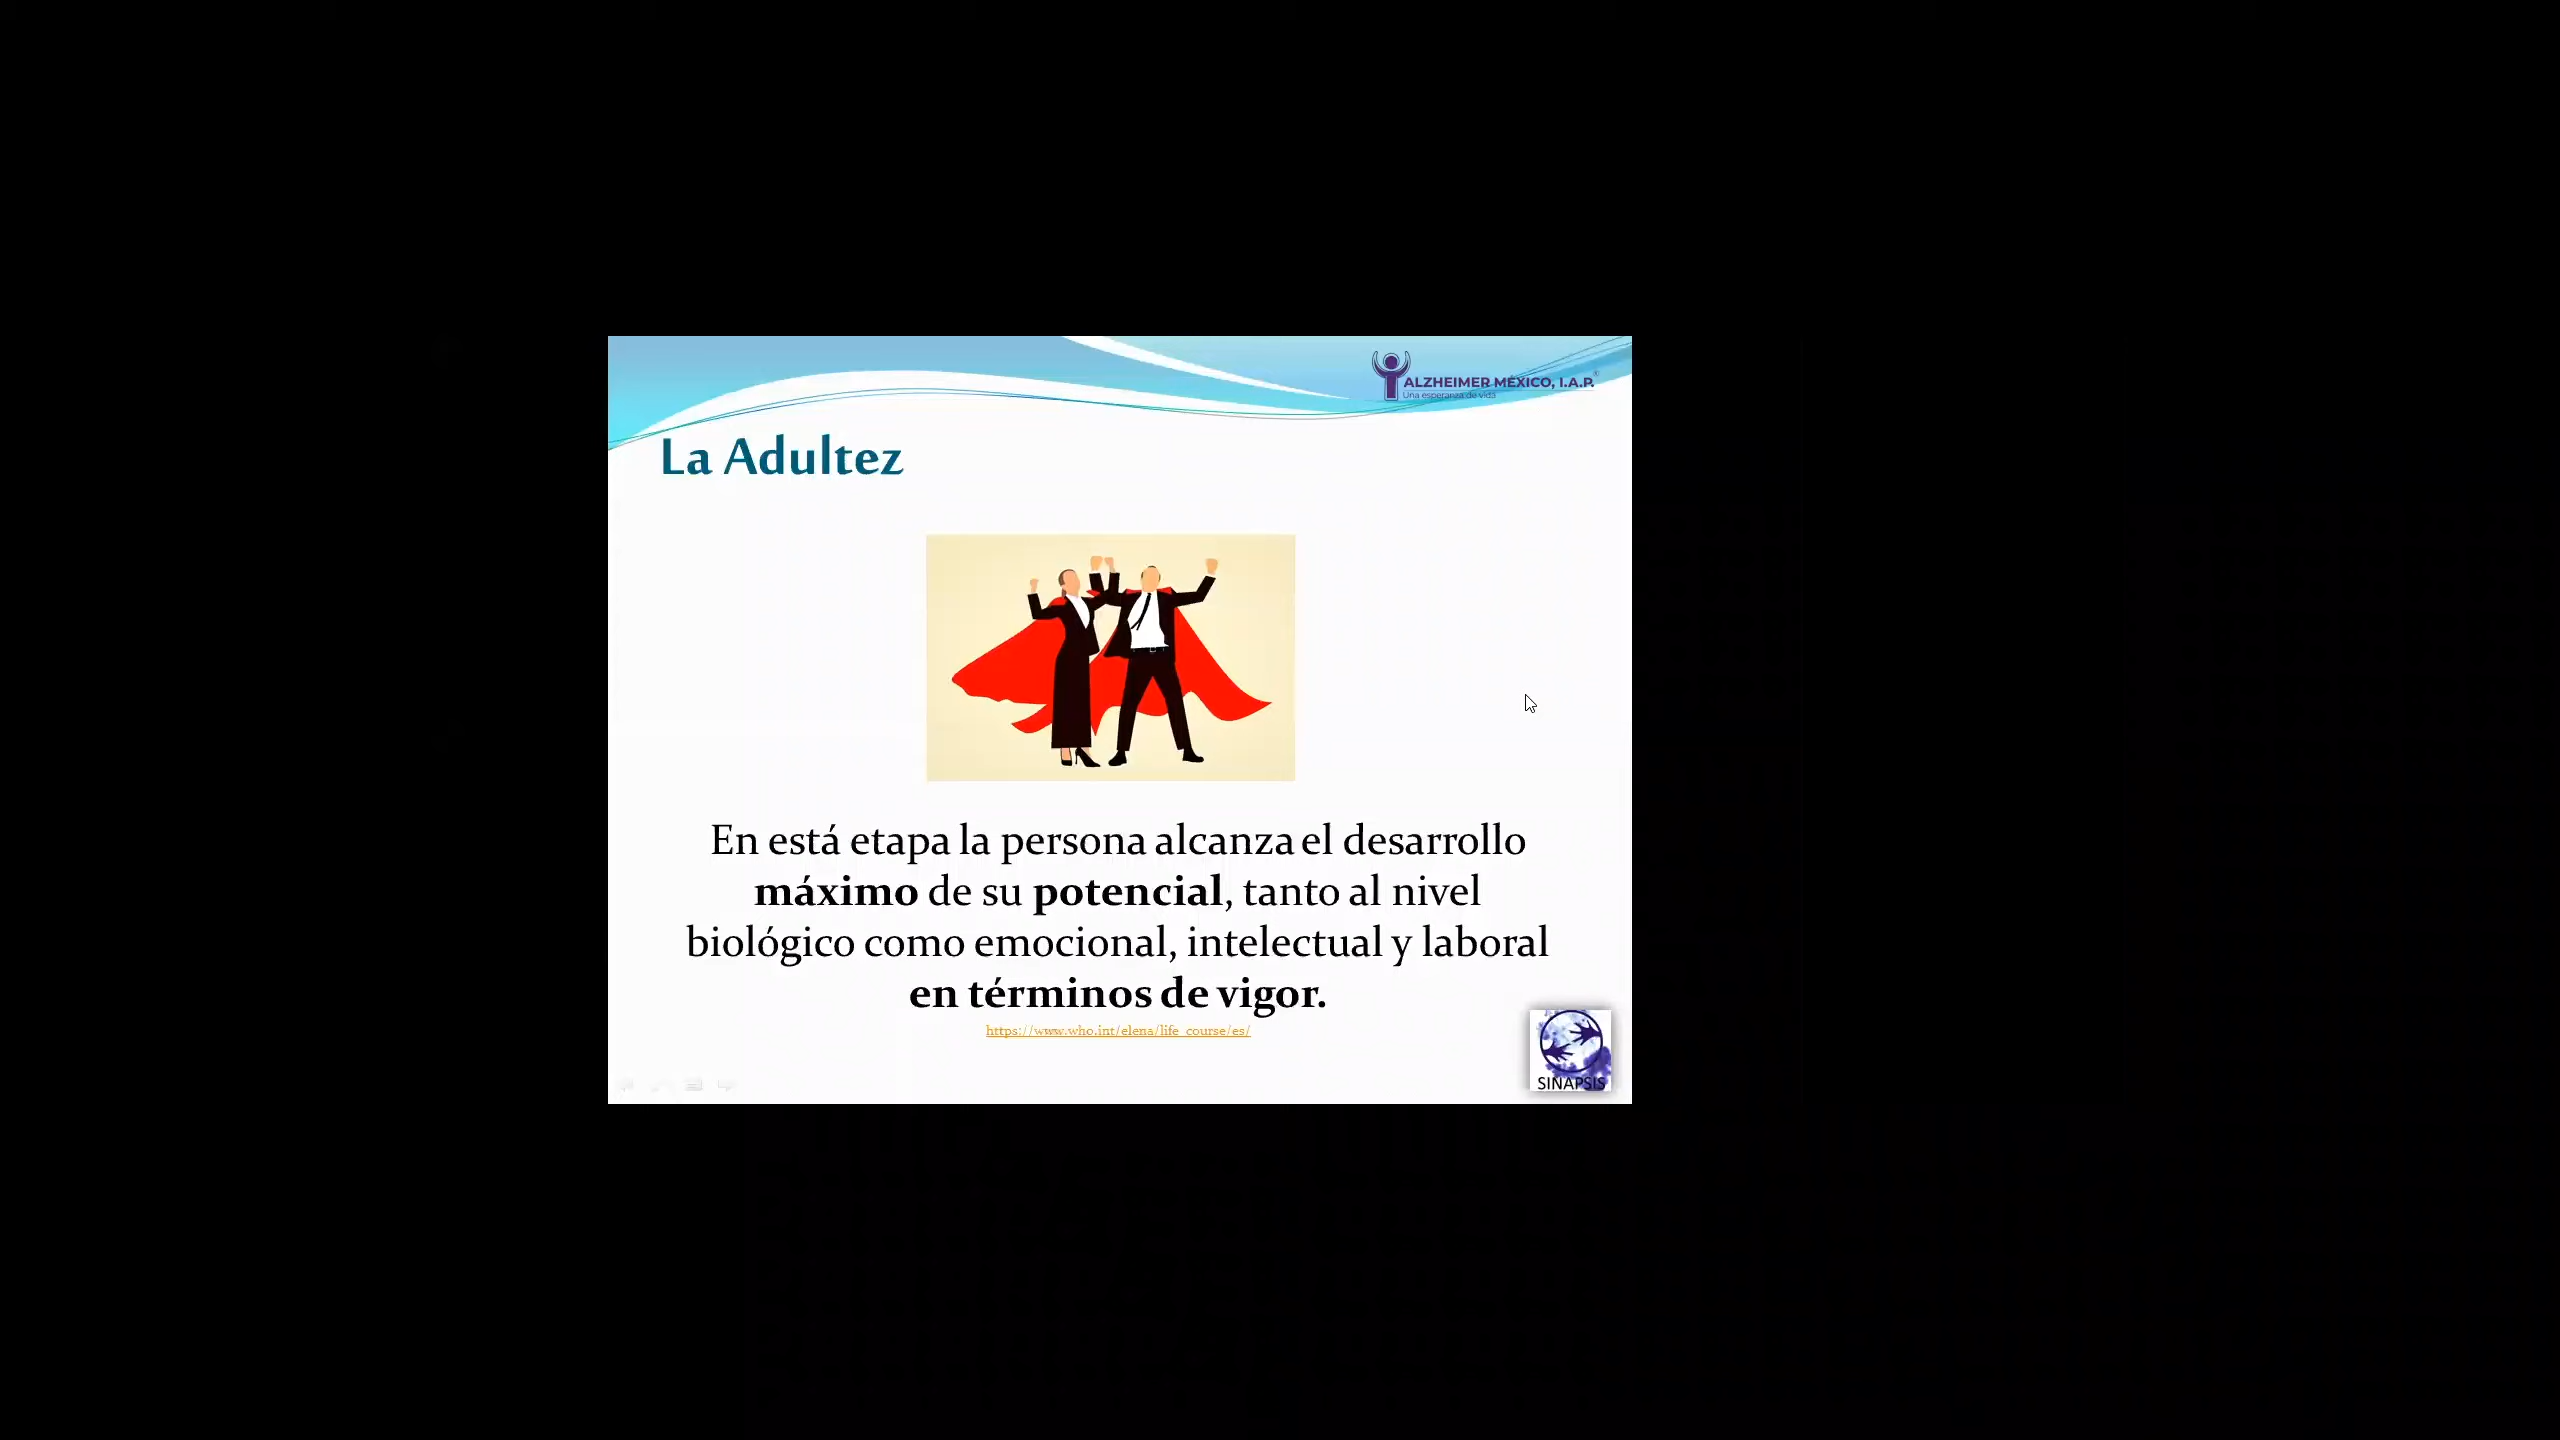 ALZHEIMER MÉXICO, I.A.P.®
Una esperanza de vida
La Adultez
En está etapa la persona alcanza el desarrollo
máximo de su potencial, tanto al nivel
biológico como emocional, intelectual y laboral
en términos de vigor.
https://www.who.int/elena/life_course/es/
SINAPSIS